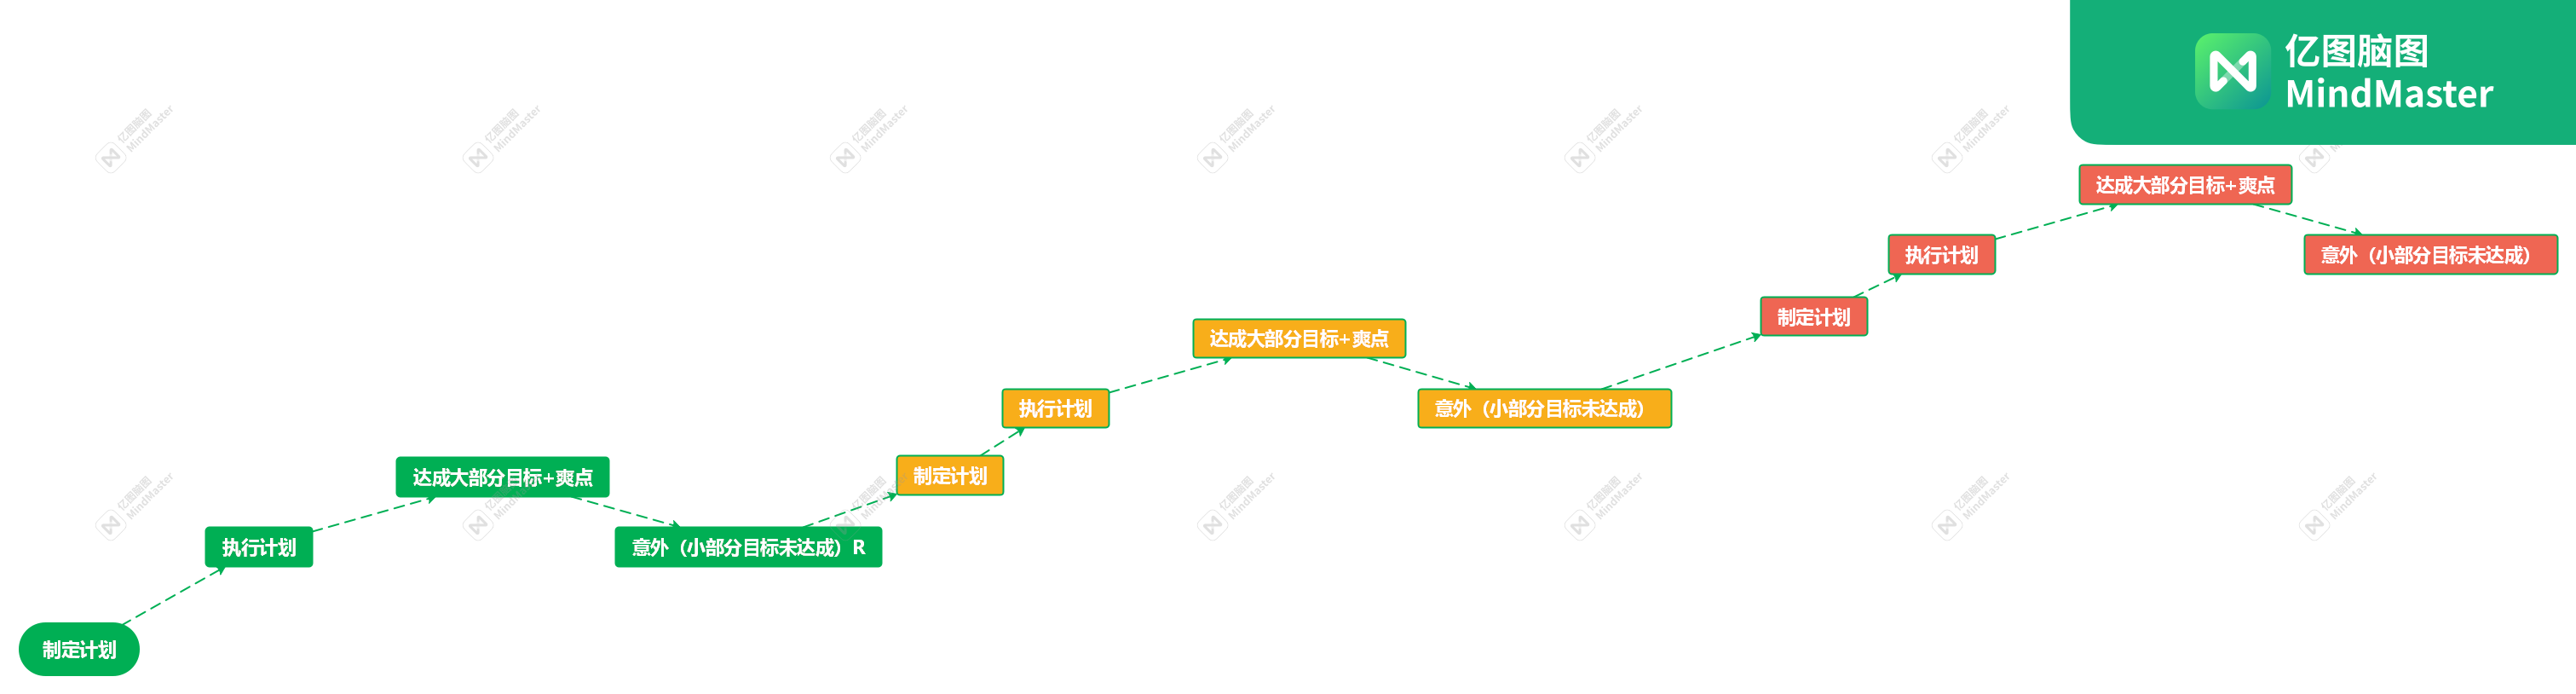 亿图脑图
MindMaster
达成大部分目标+爽点
执行计划
意外（小部分目标未达成）
制定计划
达成大部分目标+爽点
执行计划
意外（小部分目标未达成）
制定计划
达成大部分目标+爽点
执行计划
意外（小部分目标未达成）R
制定计划